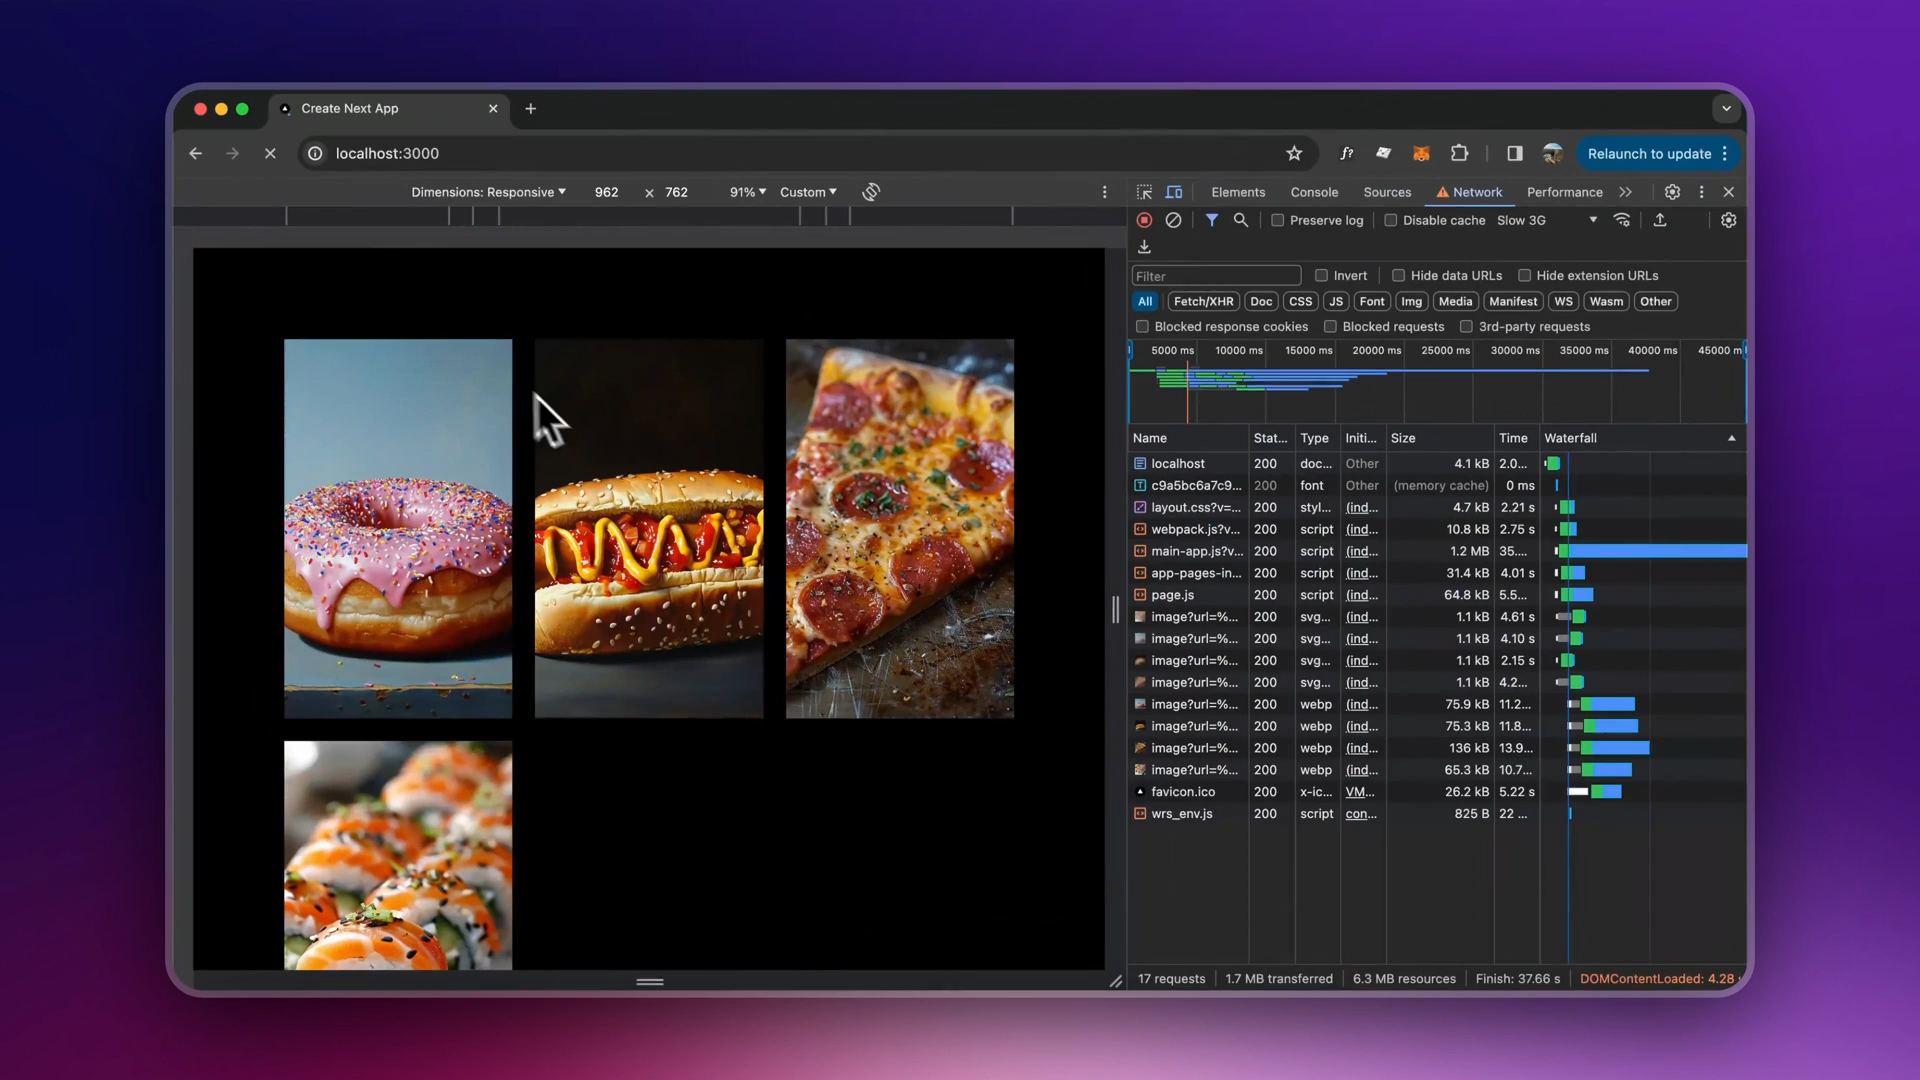 Create Next App
localhost:3000
Relaunch to update
Dimensions: Responsive 962 x 762 91% Custom
Elements Console Sources Network Performance
Preserve log Disable cache Slow 3G
Filter Invert Hide data URLs Hide extension URLs
All Fetch/XHR Doc CSS JS Font Img Media Manifest WS Wasm Other
Blocked response cookies Blocked requests 3rd-party requests
5000 ms 10000 ms 15000 ms 20000 ms 25000 ms 30000 ms 35000 ms 40000 ms 45000 m
Name Stat... Type Initi... Size Time Waterfall
localhost 200 doc... Other 4.1 kB 2.0...
c9a5bc6a7c9... 200 font Other (memory cache) 0 ms
layout.css?v=... 200 styl... (ind... 4.7 kB 2.21 s
webpack.js?v... 200 script (ind... 10.8 kB 2.75 s
main-app.js?v... 200 script (ind... 1.2 MB 35....
app-pages-in... 200 script (ind... 31.4 kB 4.01 s
page.js 200 script (ind... 64.8 kB 5.5...
image?url=%... 200 svg... (ind... 1.1 kB 4.61 s
image?url=%... 200 svg... (ind... 1.1 kB 4.10 s
image?url=%... 200 svg... (ind... 1.1 kB 2.15 s
image?url=%... 200 svg... (ind... 1.1 kB 4.2...
image?url=%... 200 webp (ind... 75.9 kB 11.2...
image?url=%... 200 webp (ind... 75.3 kB 11.8...
image?url=%... 200 webp (ind... 136 kB 13.9...
image?url=%... 200 webp (ind... 65.3 kB 10.7...
favicon.ico 200 x-ic... VM... 26.2 kB 5.22 s
wrs_env.js 200 script con... 825 B 22 ...
17 requests 1.7 MB transferred 6.3 MB resources Finish: 37.66 s DOMContentLoaded: 4.28